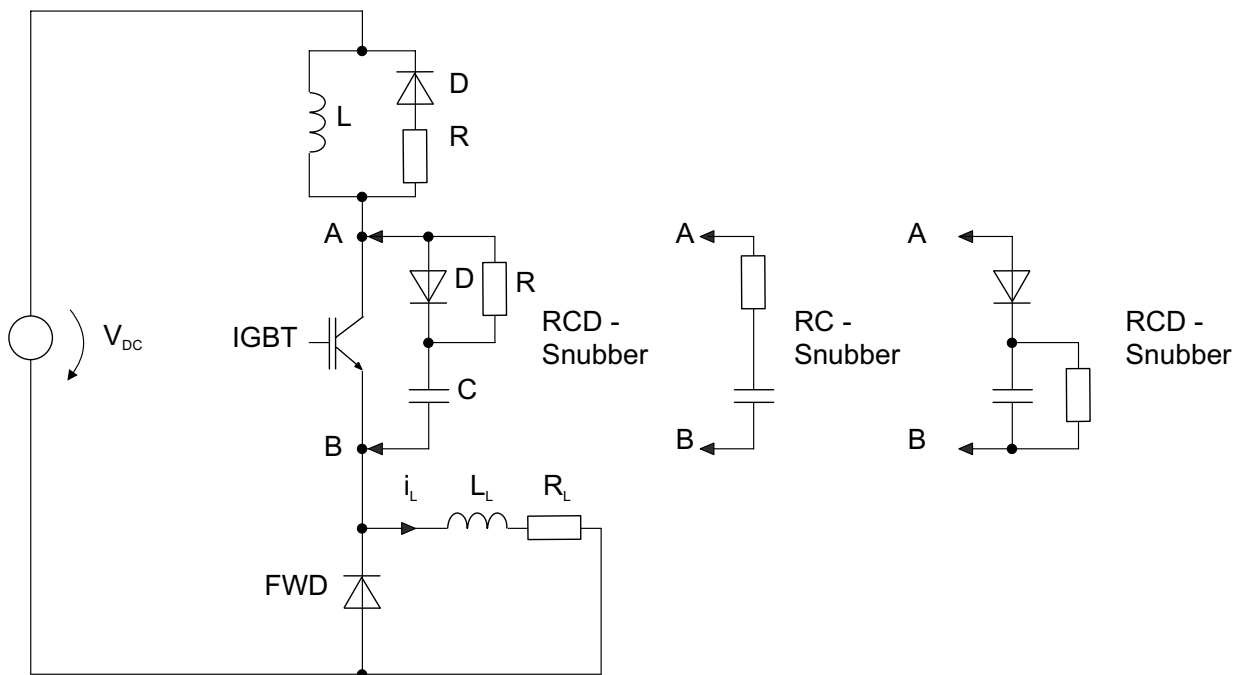 D
L
R
A
D
R
IGBT
C
B
RCD -
Snubber
A
RC -
Snubber
B
A
RCD -
Snubber
B
V_DC
i_L
L_L
R_L
FWD